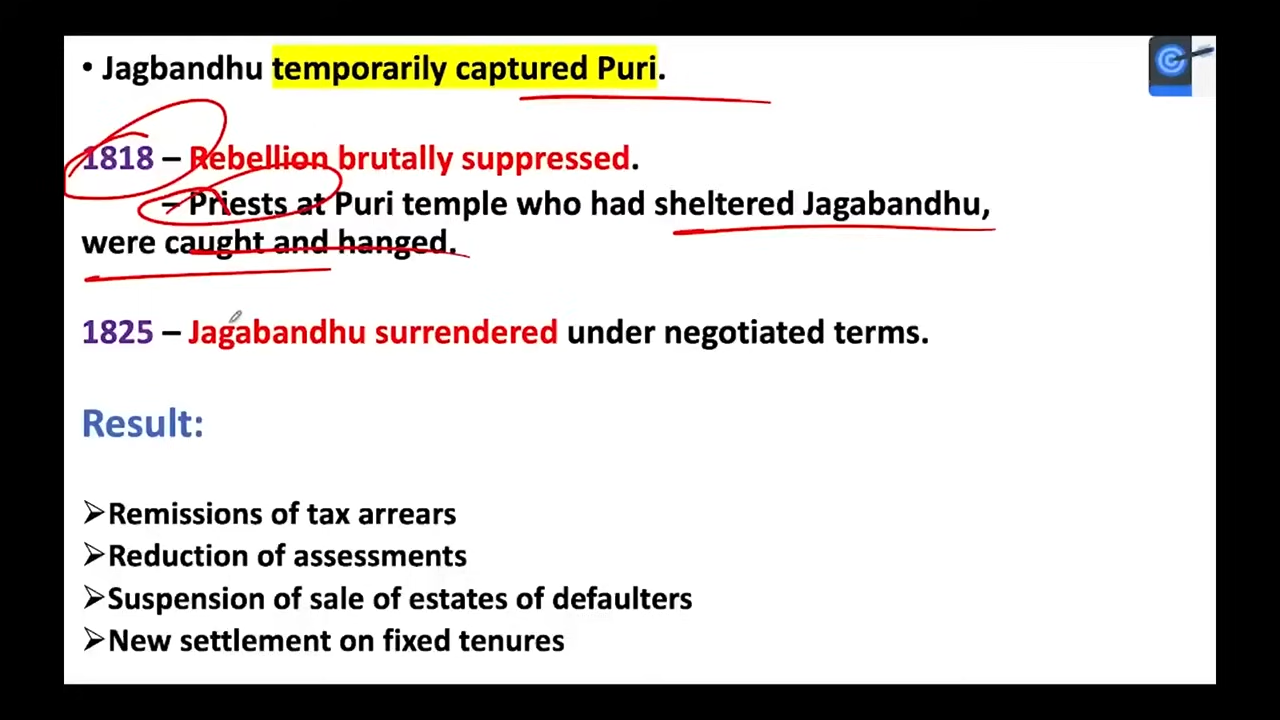 • Jagbandhu temporarily captured Puri.
1818 – Rebellion brutally suppressed.
– Priests at Puri temple who had sheltered Jagabandhu,
were caught and hanged.
1825 – Jagabandhu surrendered under negotiated terms.
Result:
➢Remissions of tax arrears
➢Reduction of assessments
➢Suspension of sale of estates of defaulters
➢New settlement on fixed tenures